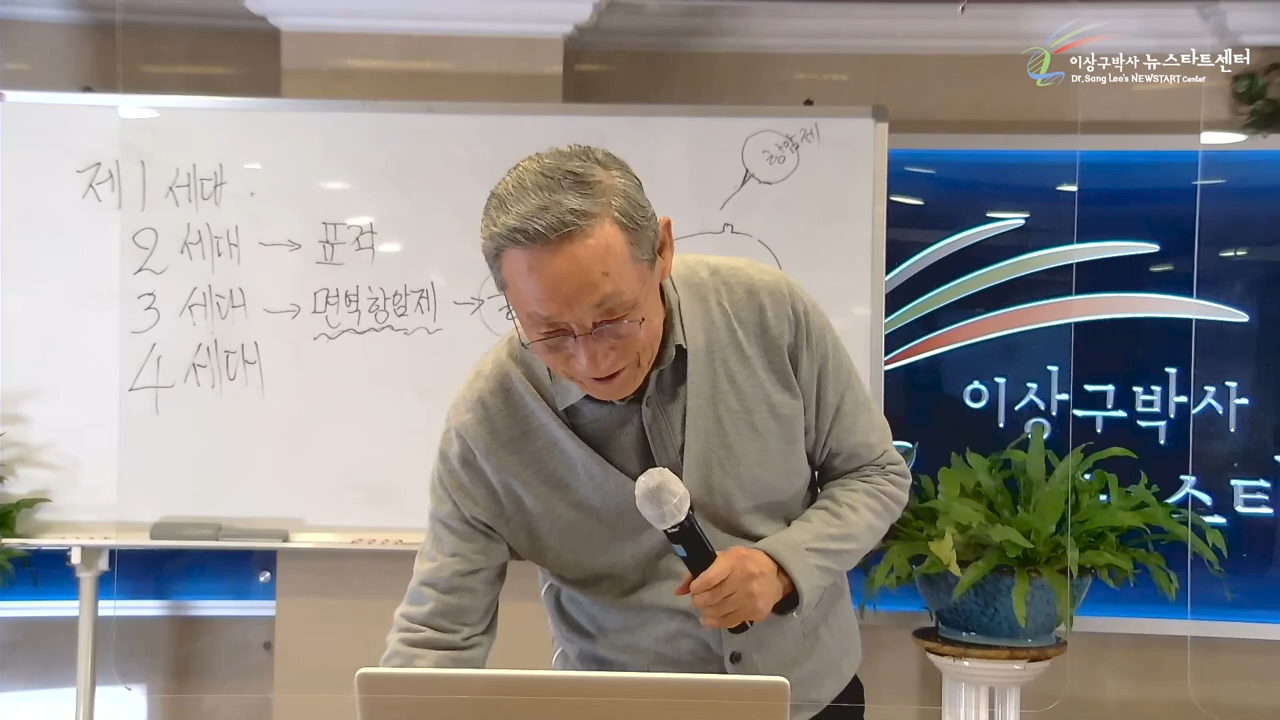 이상구박사 뉴스타트센터
Dr. Sang Lee's NEWSTART Center
항암제
제1세대
2세대 → 표적
3세대 → 면역항암제 →
4세대
이상구박사
스트